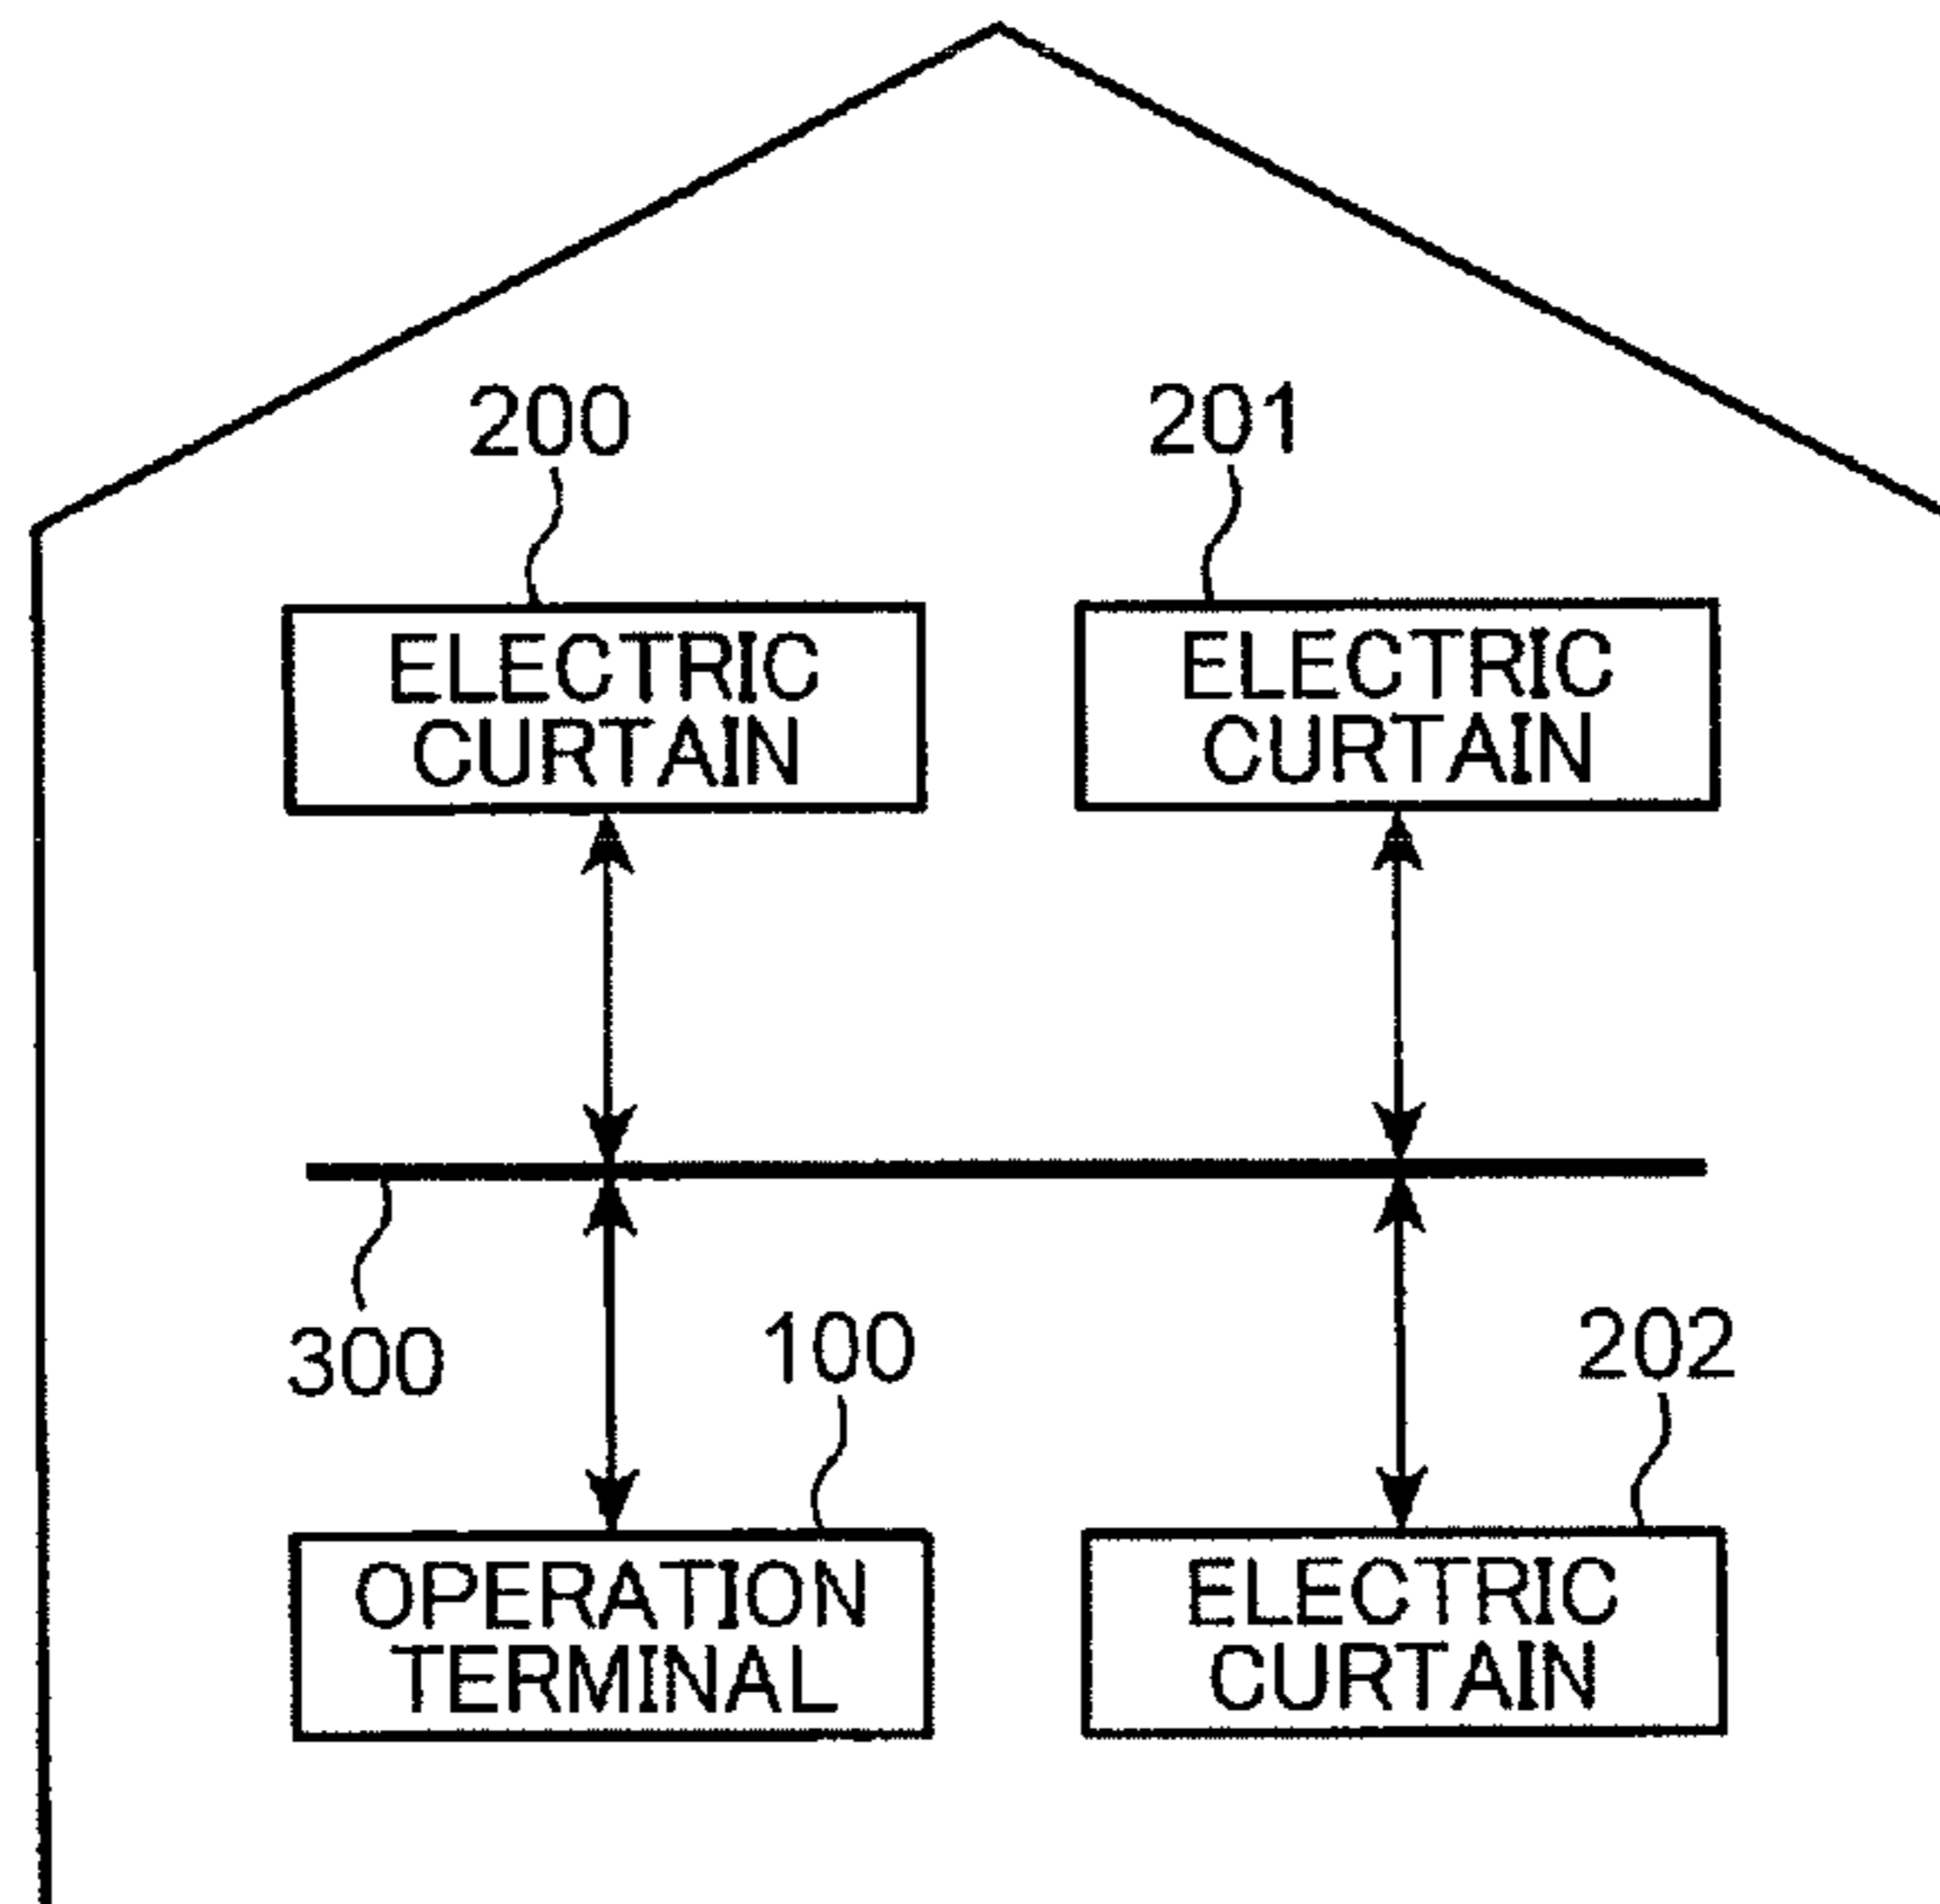 200
201
ELECTRIC
CURTAIN
ELECTRIC
CURTAIN
300
100
202
OPERATION
TERMINAL
ELECTRIC
CURTAIN